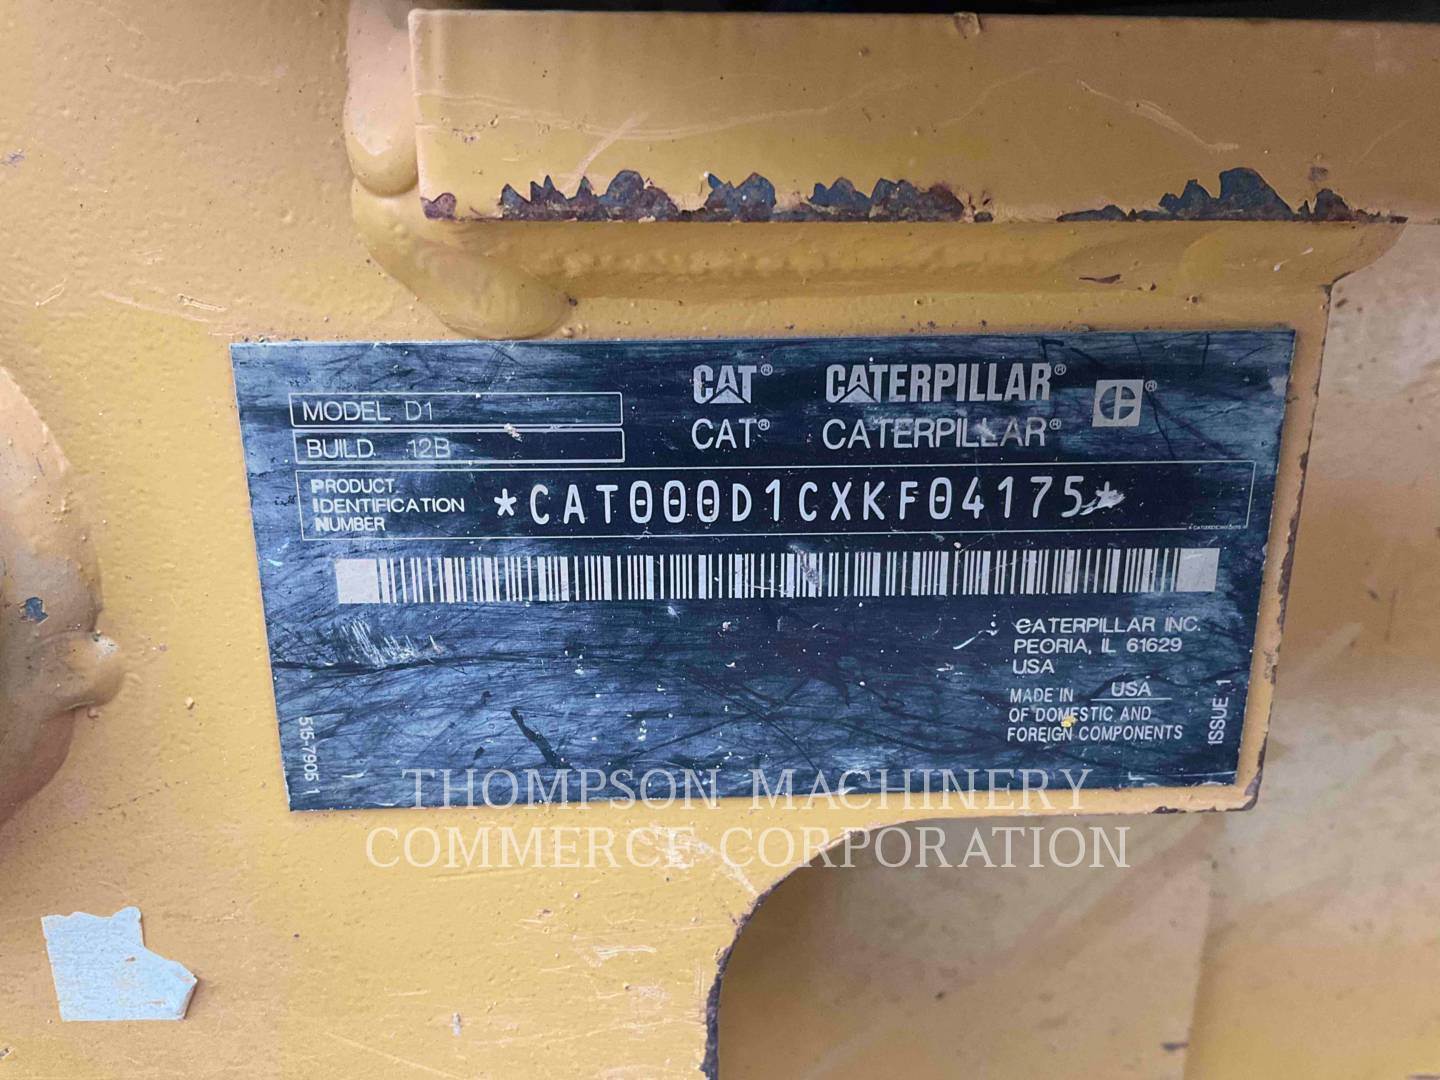 MODEL D1
BUILD 12B
CAT® CATERPILLAR® ®
CAT® CATERPILLAR®
PRODUCT
IDENTIFICATION
NUMBER
*CAT000D1CXKF04175*
CATERPILLAR INC.
PEORIA, IL 61629
USA
MADE IN USA
OF DOMESTIC AND
FOREIGN COMPONENTS
ISSUE 1
515-7906 1
THOMPSON MACHINERY
COMMERCE CORPORATION